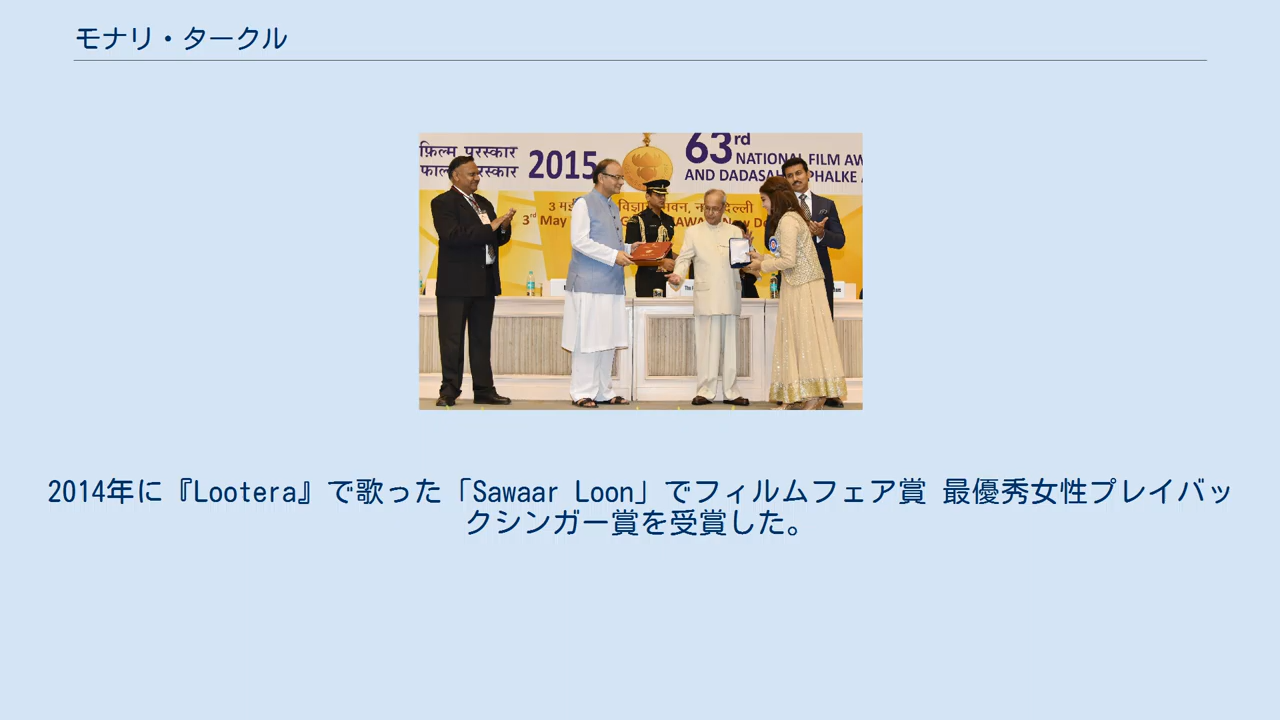 モナリ・タークル
फ़िल्म पुरस्कार
2015
63rd
NATIONAL FILM AW
AND DADASAH PHALKE A
3rd May
2014年に『Lootera』で歌った「Sawaar Loon」でフィルムフェア賞 最優秀女性プレイバッ
クシンガー賞を受賞した。